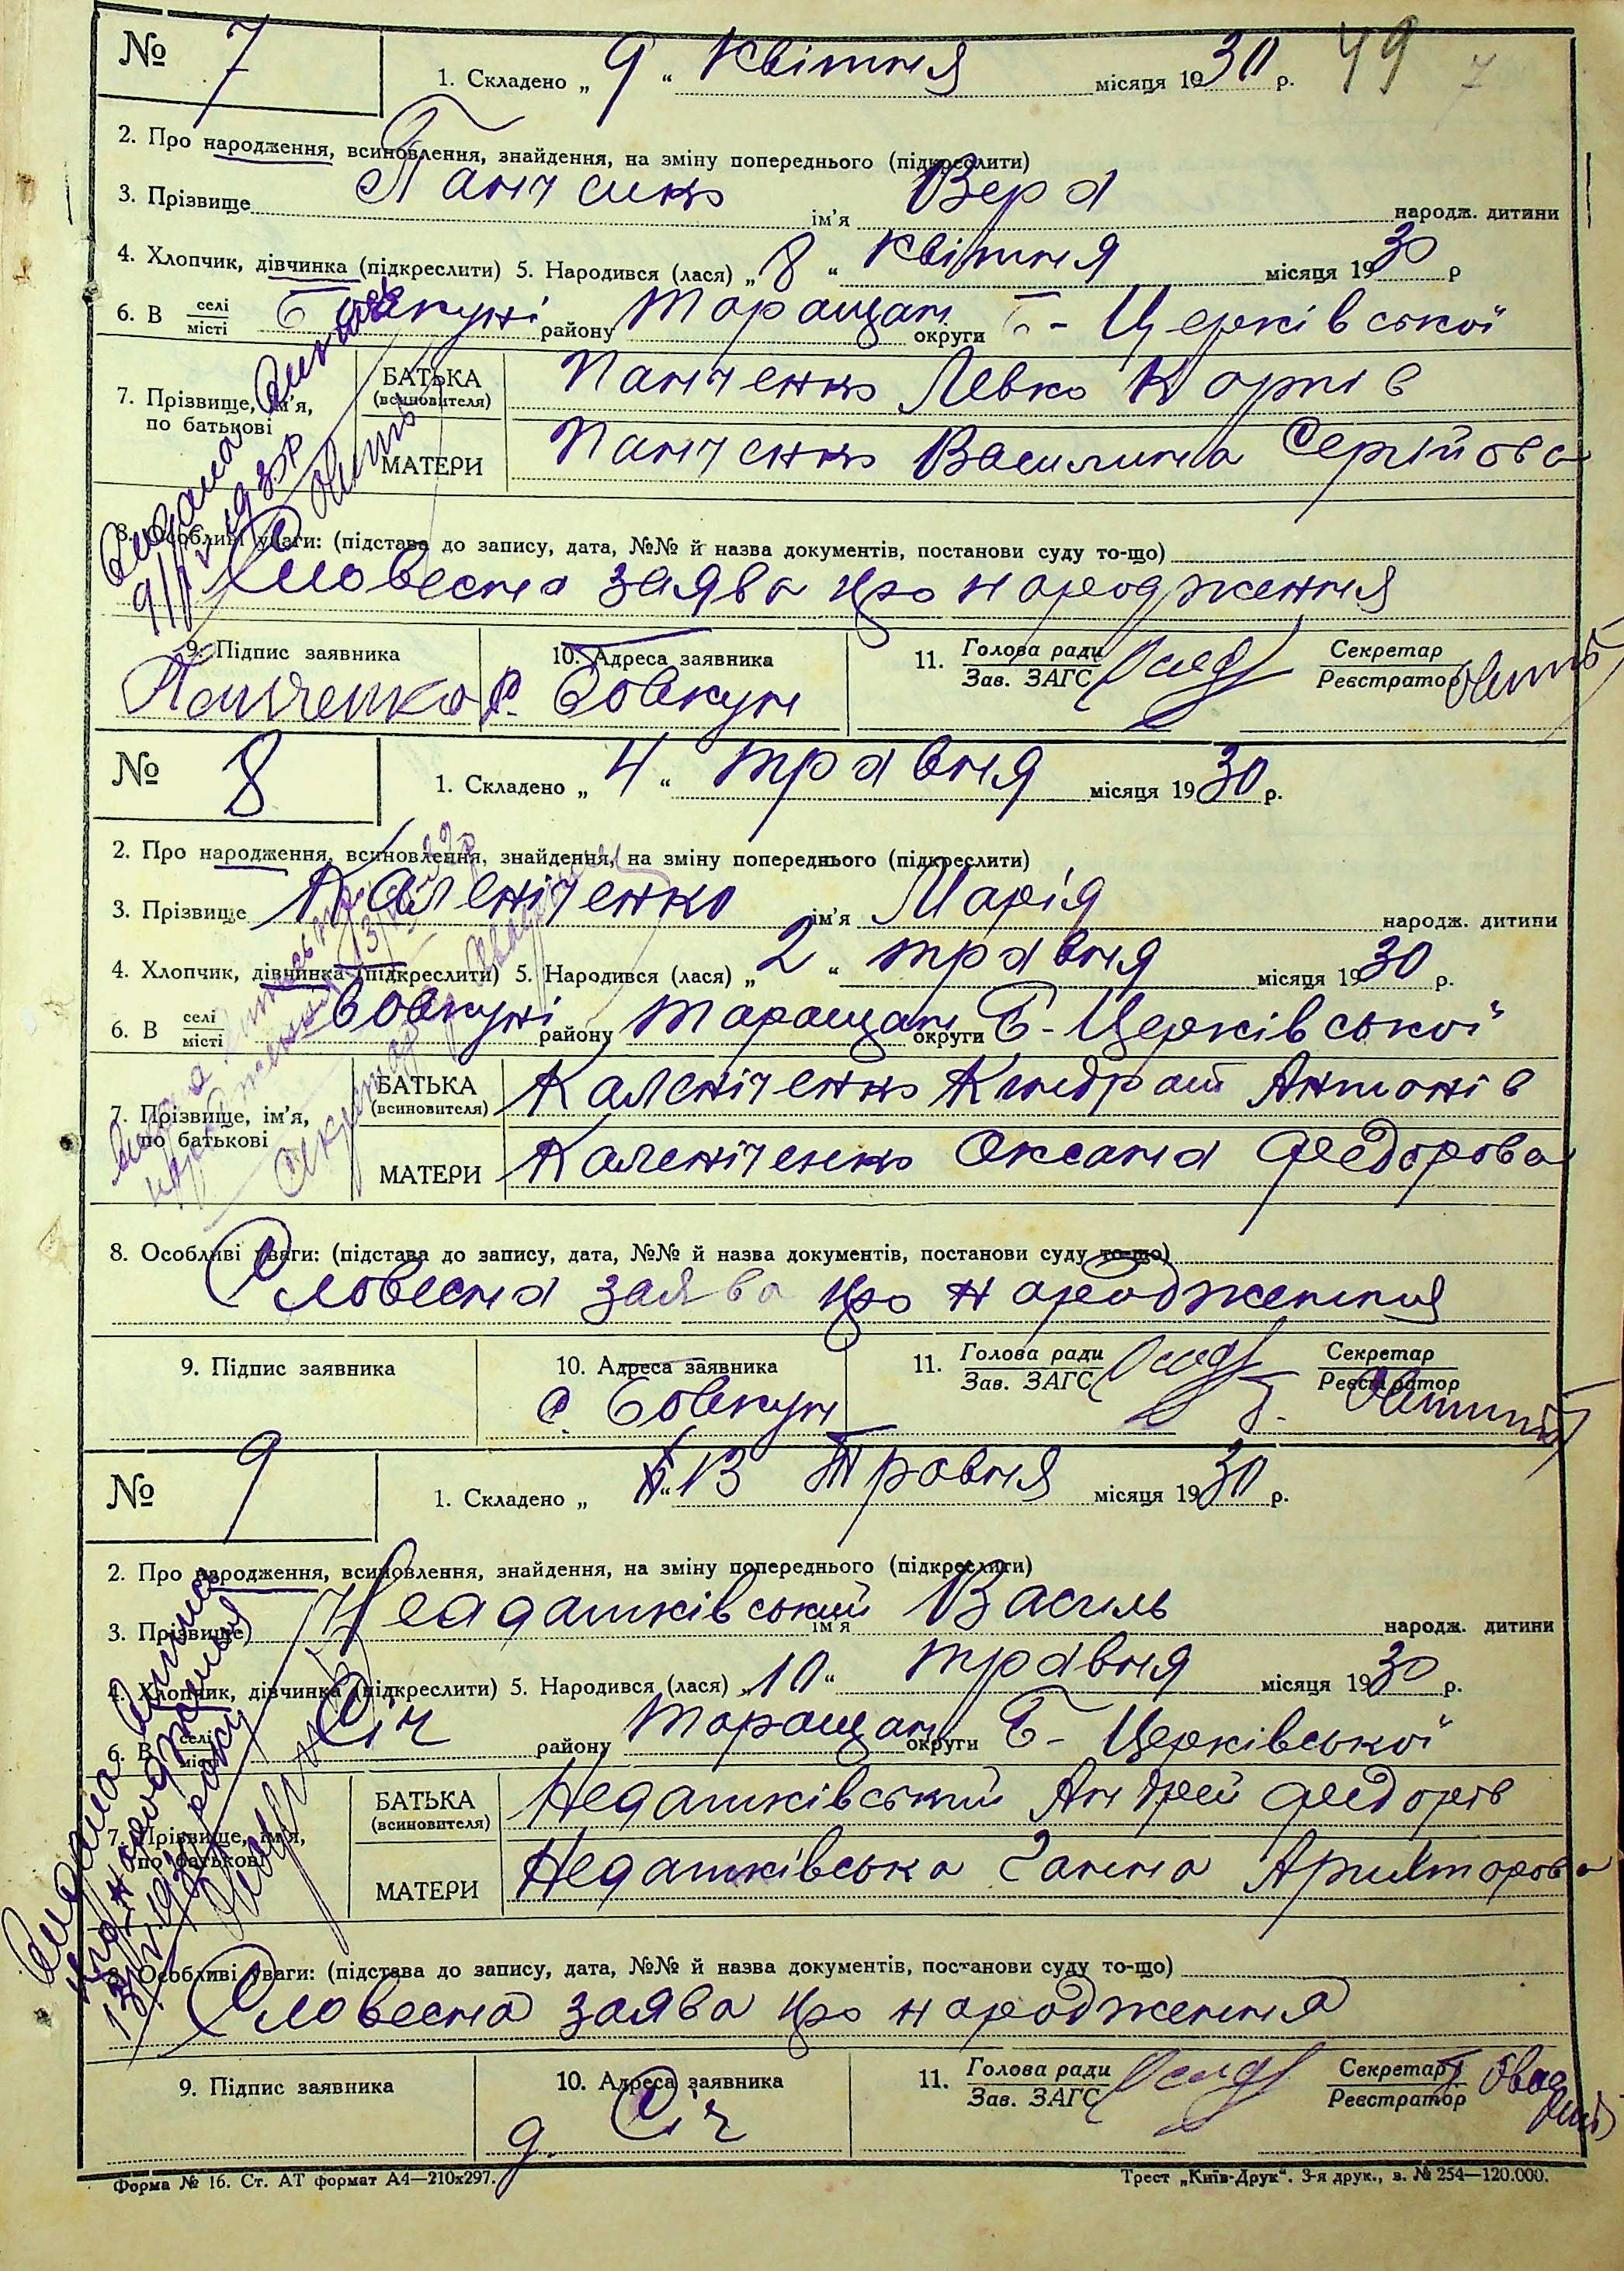 № 7
1. Складено „ 9 “ Квітня місяця 1930 р. 49 7
2. Про народження, всиновлення, знайдення, на зміну попереднього (підкреслити)
3. Прізвище Панченко ім’я Вера народж. дитини
4. Хлопчик, дівчинка (підкреслити) 5. Народився (лася) „ 8 “ Квітня місяця 1930 р
6. В селі місті Бовкуні району Таращан округи Б-Церківської
7. Прізвище, ім’я, по батькові
БАТЬКА (всиновителя) Панченко Левко Карпів
МАТЕРИ Панченко Василина Сергійова
8. Особливі уваги: (підстава до запису, дата, №№ й назва документів, постанови суду то-що)
Словесна заява про народження
9. Підпис заявника 10. Адреса заявника 11. Голова ради Зав. ЗАГС Секретар Реєстратор
Панченко с. Бовкун
№ 8
1. Складено „ 4 “ травня місяця 1930 р.
2. Про народження, всиновлення, знайдення, на зміну попереднього (підкреслити)
3. Прізвище Каленіченко ім’я Марія народж. дитини
4. Хлопчик, дівчинка (підкреслити) 5. Народився (лася) „ 2 “ травня місяця 1930 р.
6. В селі місті Бовкуні району Таращан округи Б-Церківської
7. Прізвище, ім’я, по батькові
БАТЬКА (всиновителя) Каленіченко Киндрат Антонів
МАТЕРИ Каленіченко Оксана Федорова
8. Особливі уваги: (підстава до запису, дата, №№ й назва документів, постанови суду то-що)
Словесна заява про народження
9. Підпис заявника 10. Адреса заявника 11. Голова ради Зав. ЗАГС Секретар Реєстратор
с. Бовкун
№ 9
1. Складено „ “ 13 Травня місяця 1930 р.
2. Про народження, всиновлення, знайдення, на зміну попереднього (підкреслити)
3. Прізвище Недашківський ім’я Василь народж. дитини
4. Хлопчик, дівчинка (підкреслити) 5. Народився (лася) „ 10 “ травня місяця 1930 р.
6. В селі місті Січ району Таращан округи Б-Церківської
7. Прізвище, ім’я, по батькові
БАТЬКА (всиновителя) Недашківський Андрей Федорів
МАТЕРИ Недашківська Ганна
8. Особливі уваги: (підстава до запису, дата, №№ й назва документів, постанови суду то-що)
Словесна заява про народження
9. Підпис заявника 10. Адреса заявника 11. Голова ради Зав. ЗАГС Секретар Реєстратор
д. Січ
Форма № 16. Ст. АТ формат А4—210х297. Трест „Київ-Друк“. 3-я друк., з. № 254—120.000.